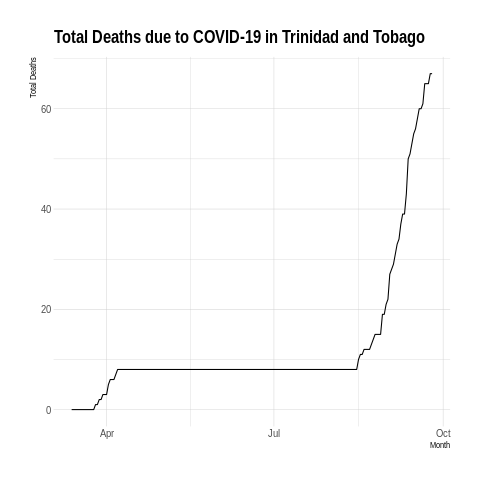 Total Deaths due to COVID-19 in Trinidad and Tobago
Total Deaths
60
40
20
0
Apr
Jul
Oct
Month